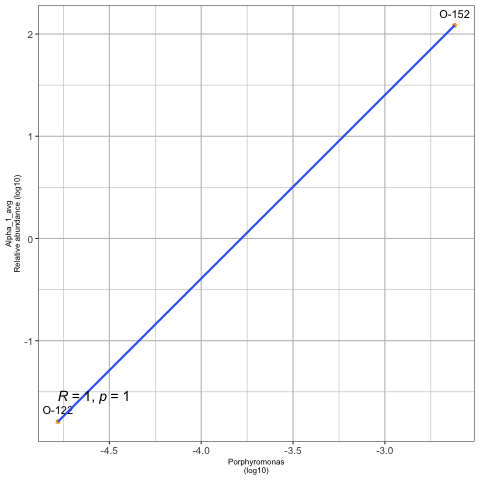 O-152
2
1
0
-1
Alpha_1_avg
Relative abundance (log10)
R = 1, p = 1
O-122
-4.5 -4.0 -3.5 -3.0
Porphyromonas
(log10)